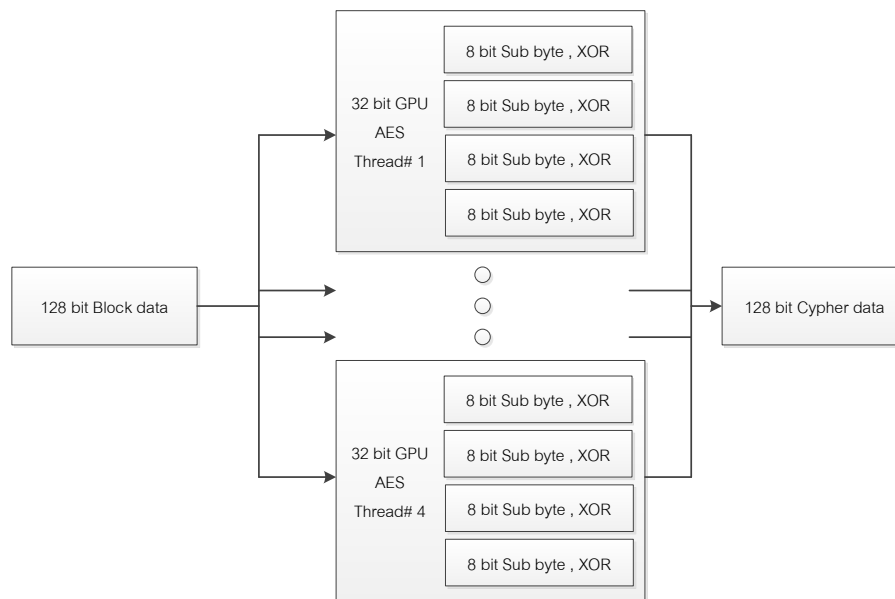 128 bit Block data
32 bit GPU
AES
Thread# 1
8 bit Sub byte , XOR
8 bit Sub byte , XOR
8 bit Sub byte , XOR
8 bit Sub byte , XOR
32 bit GPU
AES
Thread# 4
8 bit Sub byte , XOR
8 bit Sub byte , XOR
8 bit Sub byte , XOR
8 bit Sub byte , XOR
128 bit Cypher data